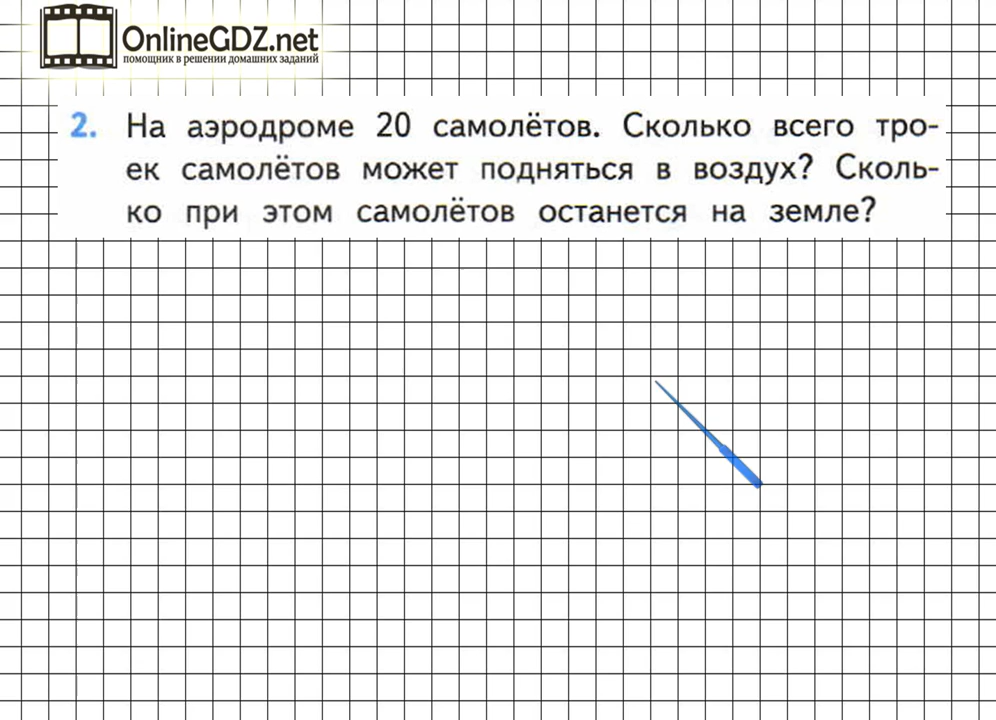 OnlineGDZ.net
помощник в решении домашних заданий
2. На аэродроме 20 самолётов. Сколько всего тро-
ек самолётов может подняться в воздух? Сколь-
ко при этом самолётов останется на земле?